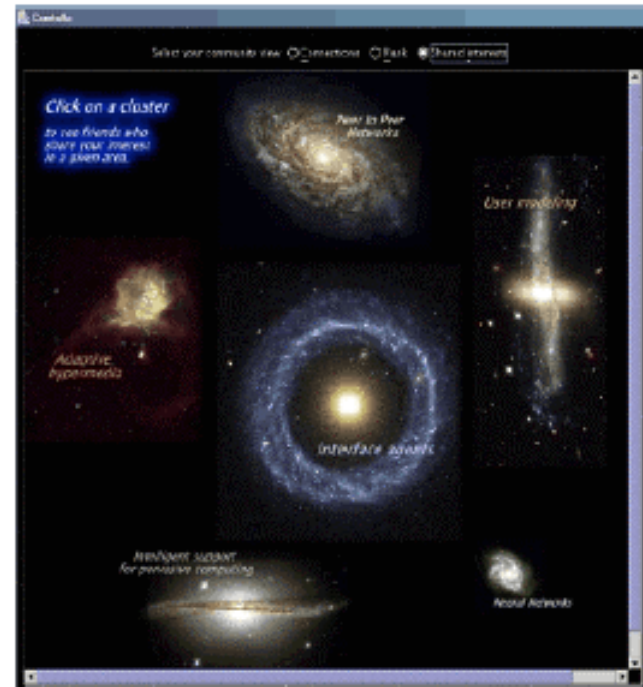 Comtella
Select your community view Connections Rank Shared interests
Click on a cluster
to see friends who
share your interest
in a given area.
Peer to Peer
Networks
User modeling
Adaptive
hypermedia
Interface agents
Intelligent support
for pervasive computing
Neural Networks